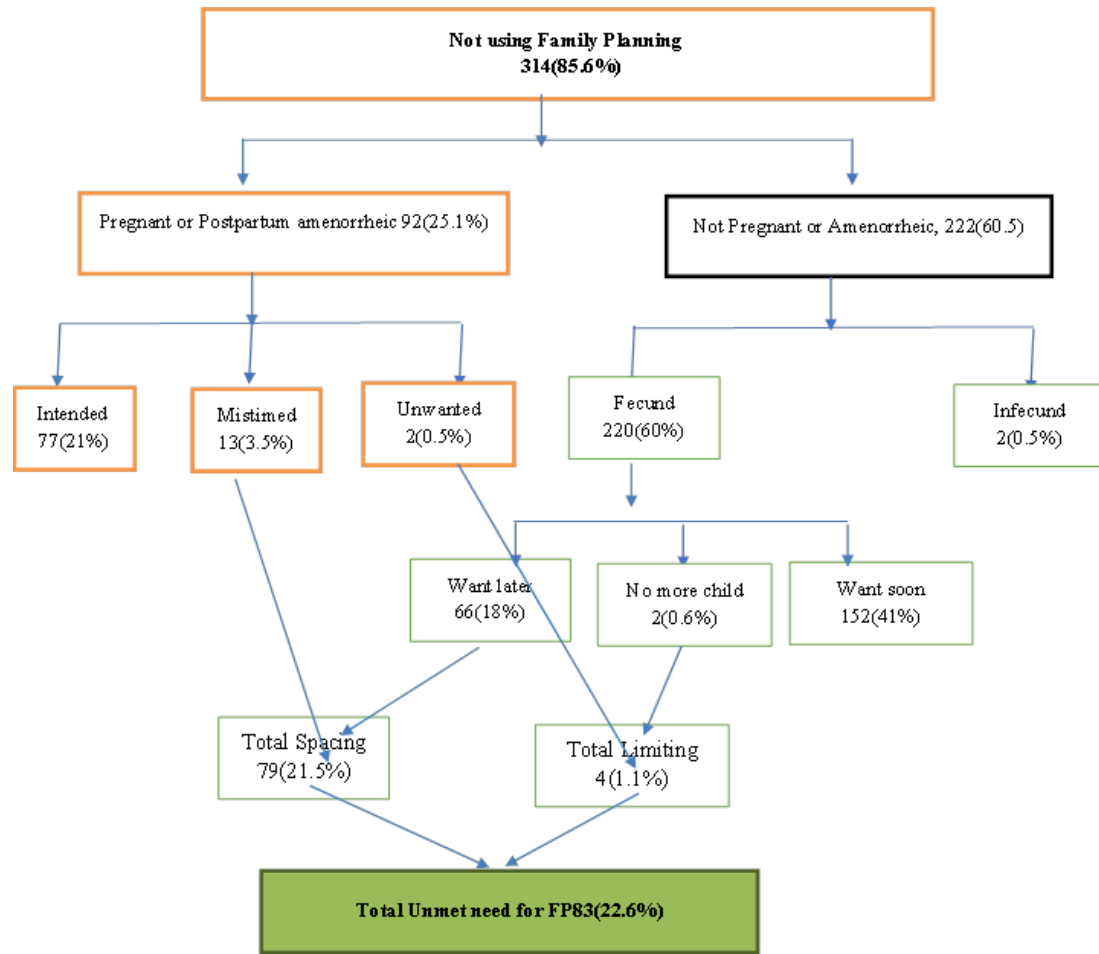 Not using Family Planning
314(85.6%)
Pregnant or Postpartum amenorrheic 92(25.1%)
Not Pregnant or Amenorrheic, 222(60.5)
Intended
77(21%)
Mistimed
13(3.5%)
Unwanted
2(0.5%)
Fecund
220(60%)
Infecund
2(0.5%)
Want later
66(18%)
No more child
2(0.6%)
Want soon
152(41%)
Total Spacing
79(21.5%)
Total Limiting
4(1.1%)
Total Unmet need for FP83(22.6%)